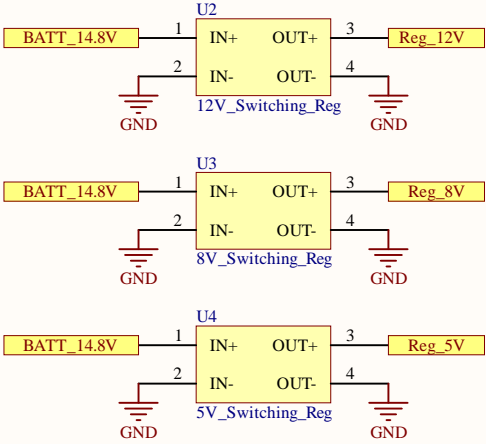 U2
BATT_14.8V 1 IN+ OUT+ 3 Reg_12V
2 IN- OUT- 4
GND 12V_Switching_Reg GND
U3
BATT_14.8V 1 IN+ OUT+ 3 Reg_8V
2 IN- OUT- 4
GND 8V_Switching_Reg GND
U4
BATT_14.8V 1 IN+ OUT+ 3 Reg_5V
2 IN- OUT- 4
GND 5V_Switching_Reg GND